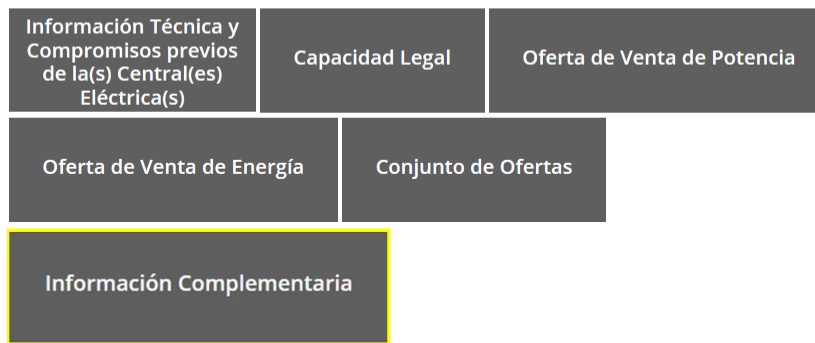 Información Técnica y
Compromisos previos
de la(s) Central(es)
Eléctrica(s)
Capacidad Legal
Oferta de Venta de Potencia
Oferta de Venta de Energía
Conjunto de Ofertas
Información Complementaria